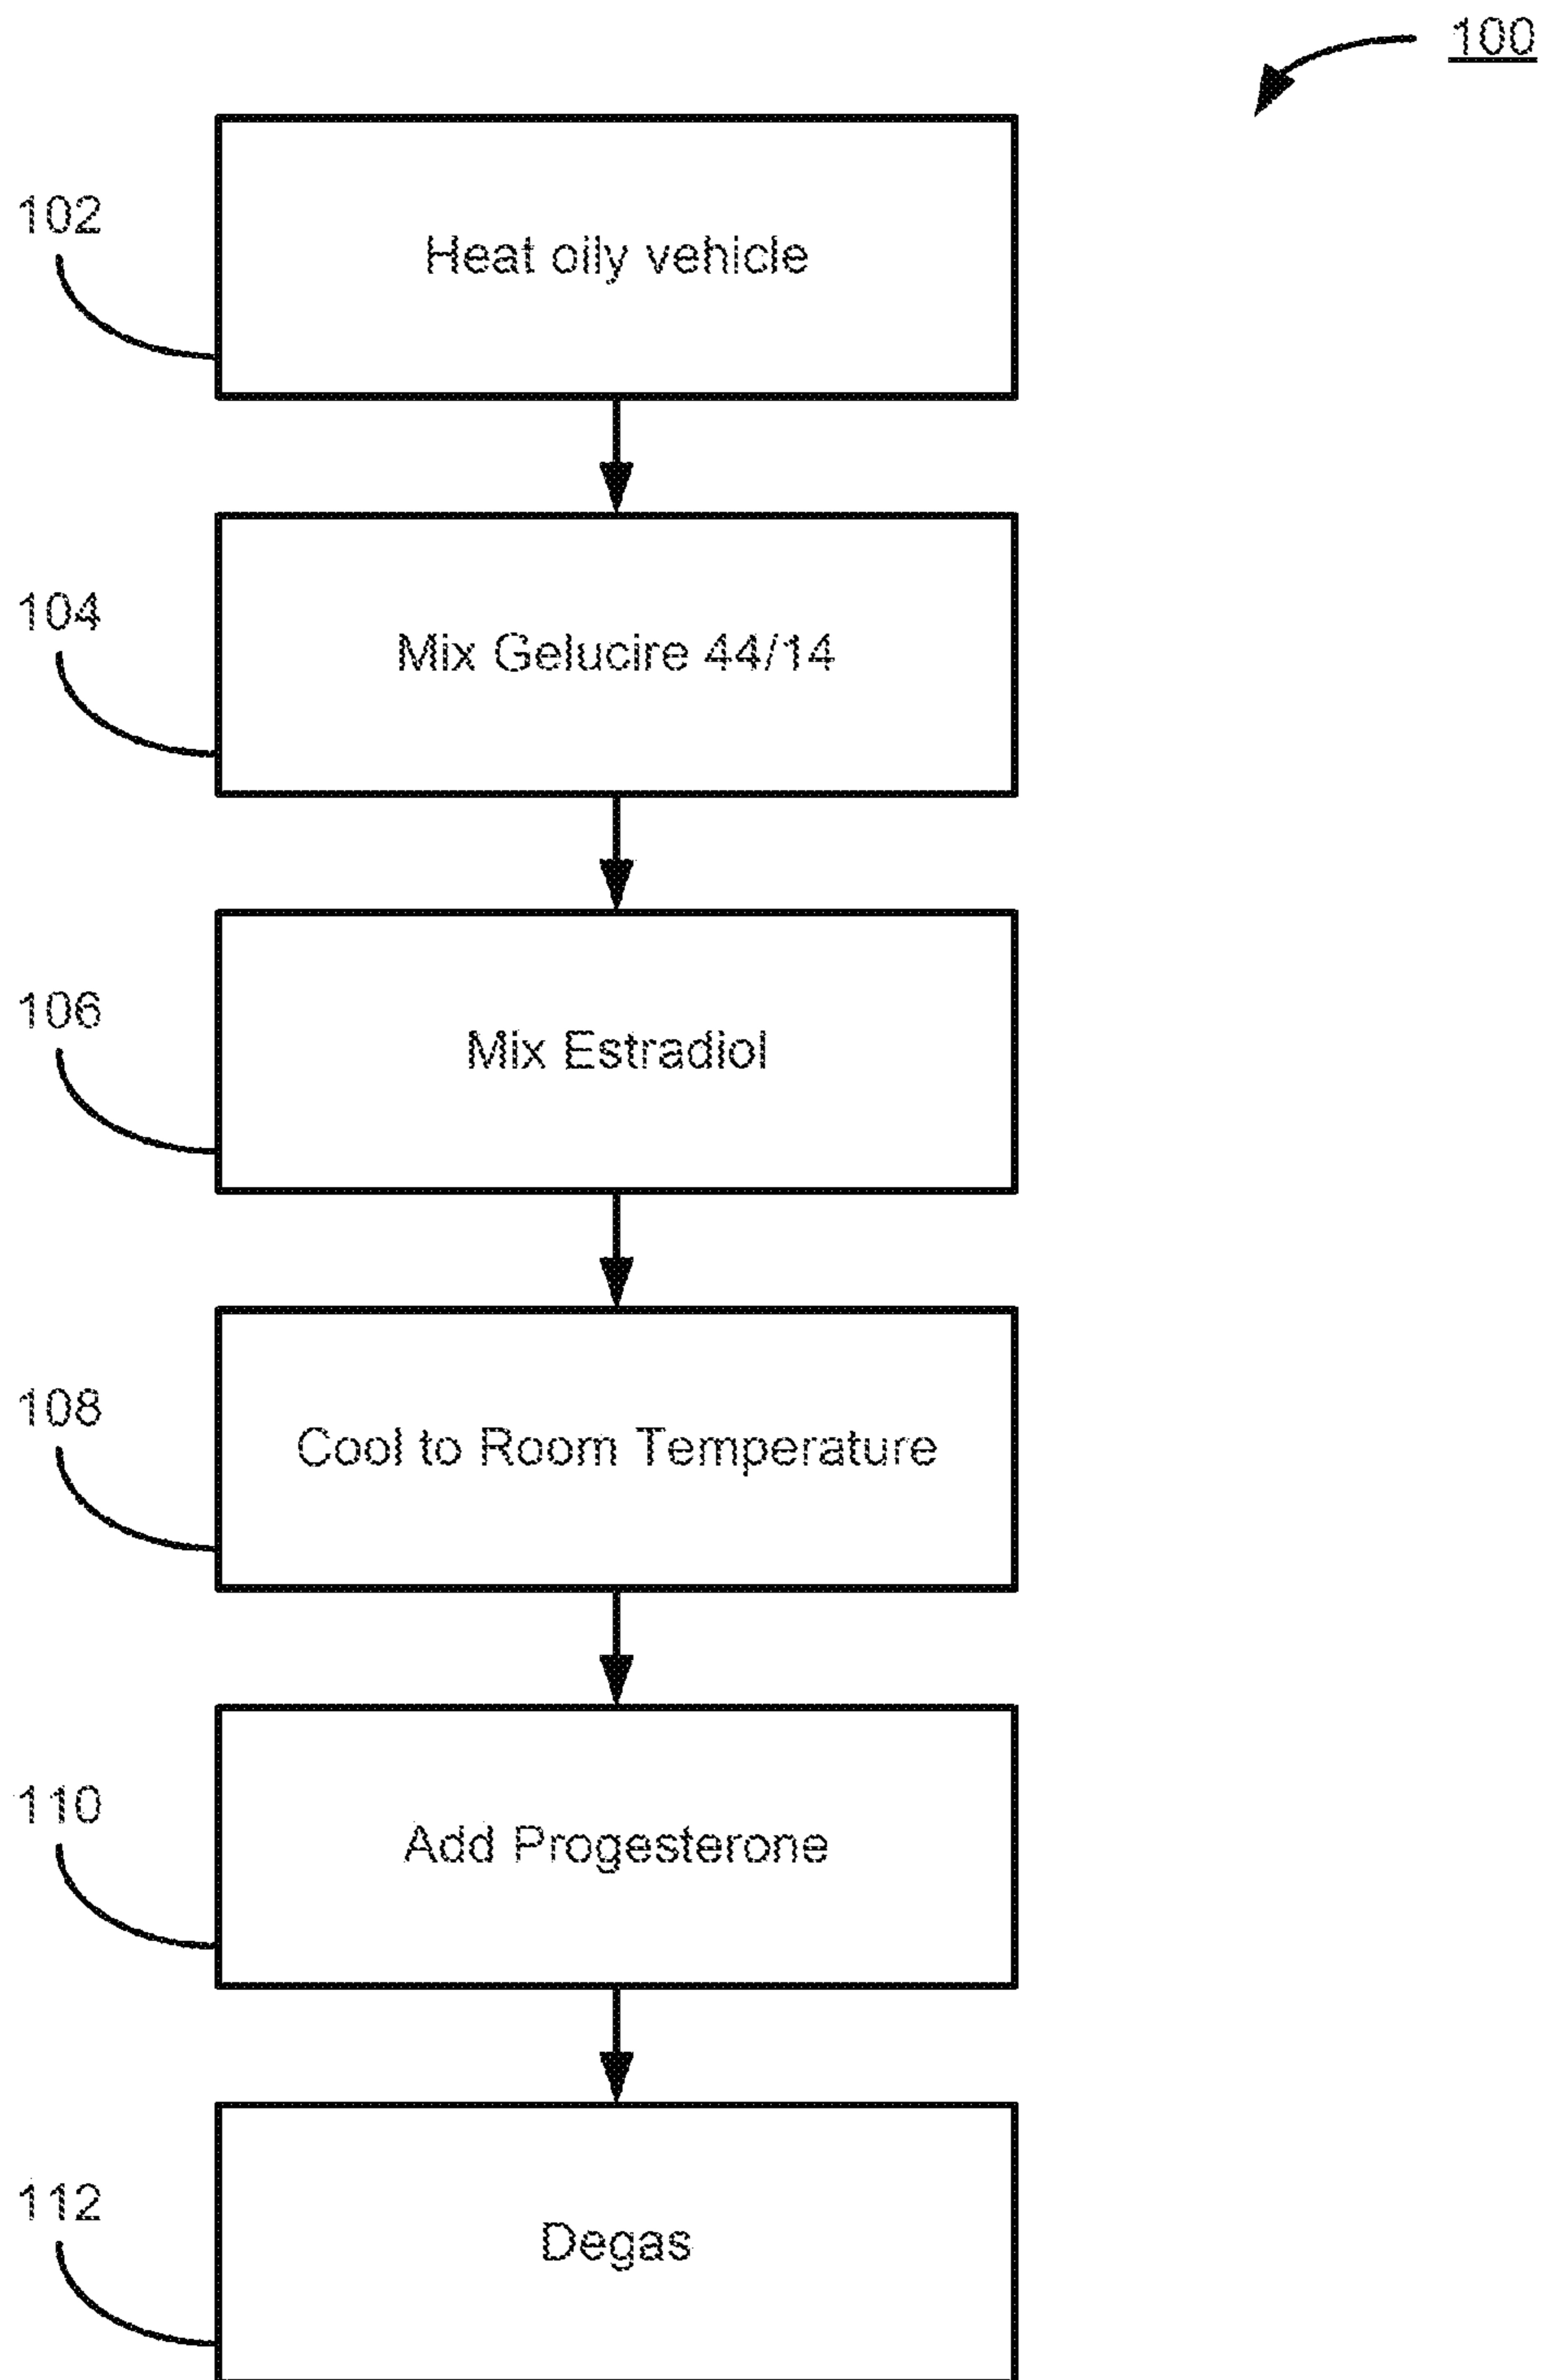 100
102
Heat oily vehicle
104
Mix Gelucire 44/14
106
Mix Estradiol
108
Cool to Room Temperature
110
Add Progesterone
112
Degas